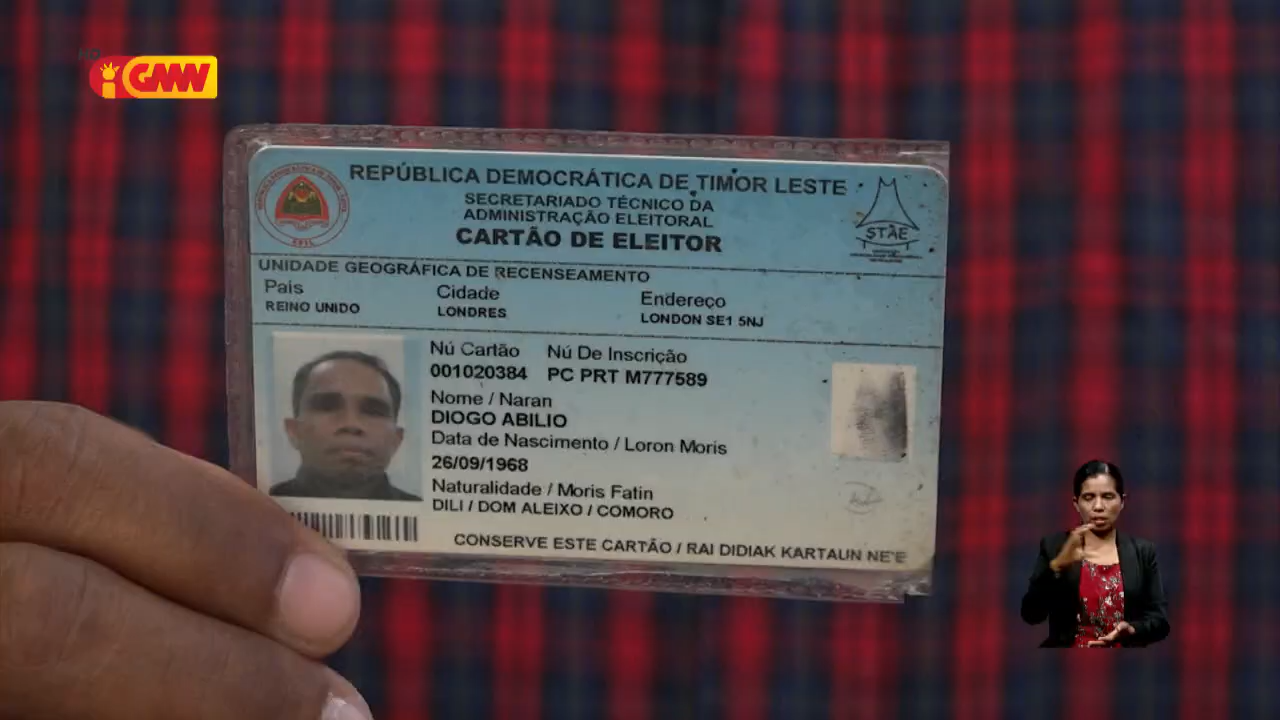 GMN
REPÚBLICA DEMOCRÁTICA DE TIMOR LESTE
SECRETARIADO TÉCNICO DA
ADMINISTRAÇÃO ELEITORAL
CARTÃO DE ELEITOR
STAE
UNIDADE GEOGRÁFICA DE RECENSEAMENTO
Pais Cidade Endereço
REINO UNIDO LONDRES LONDON SE1 5NJ
Nú Cartão Nú De Inscrição
001020384 PC PRT M777589
Nome / Naran
DIOGO ABILIO
Data de Nascimento / Loron Moris
26/09/1968
Naturalidade / Moris Fatin
DILI / DOM ALEIXO / COMORO
CONSERVE ESTE CARTÃO / RAI DIDIAK KARTAUN NE'E